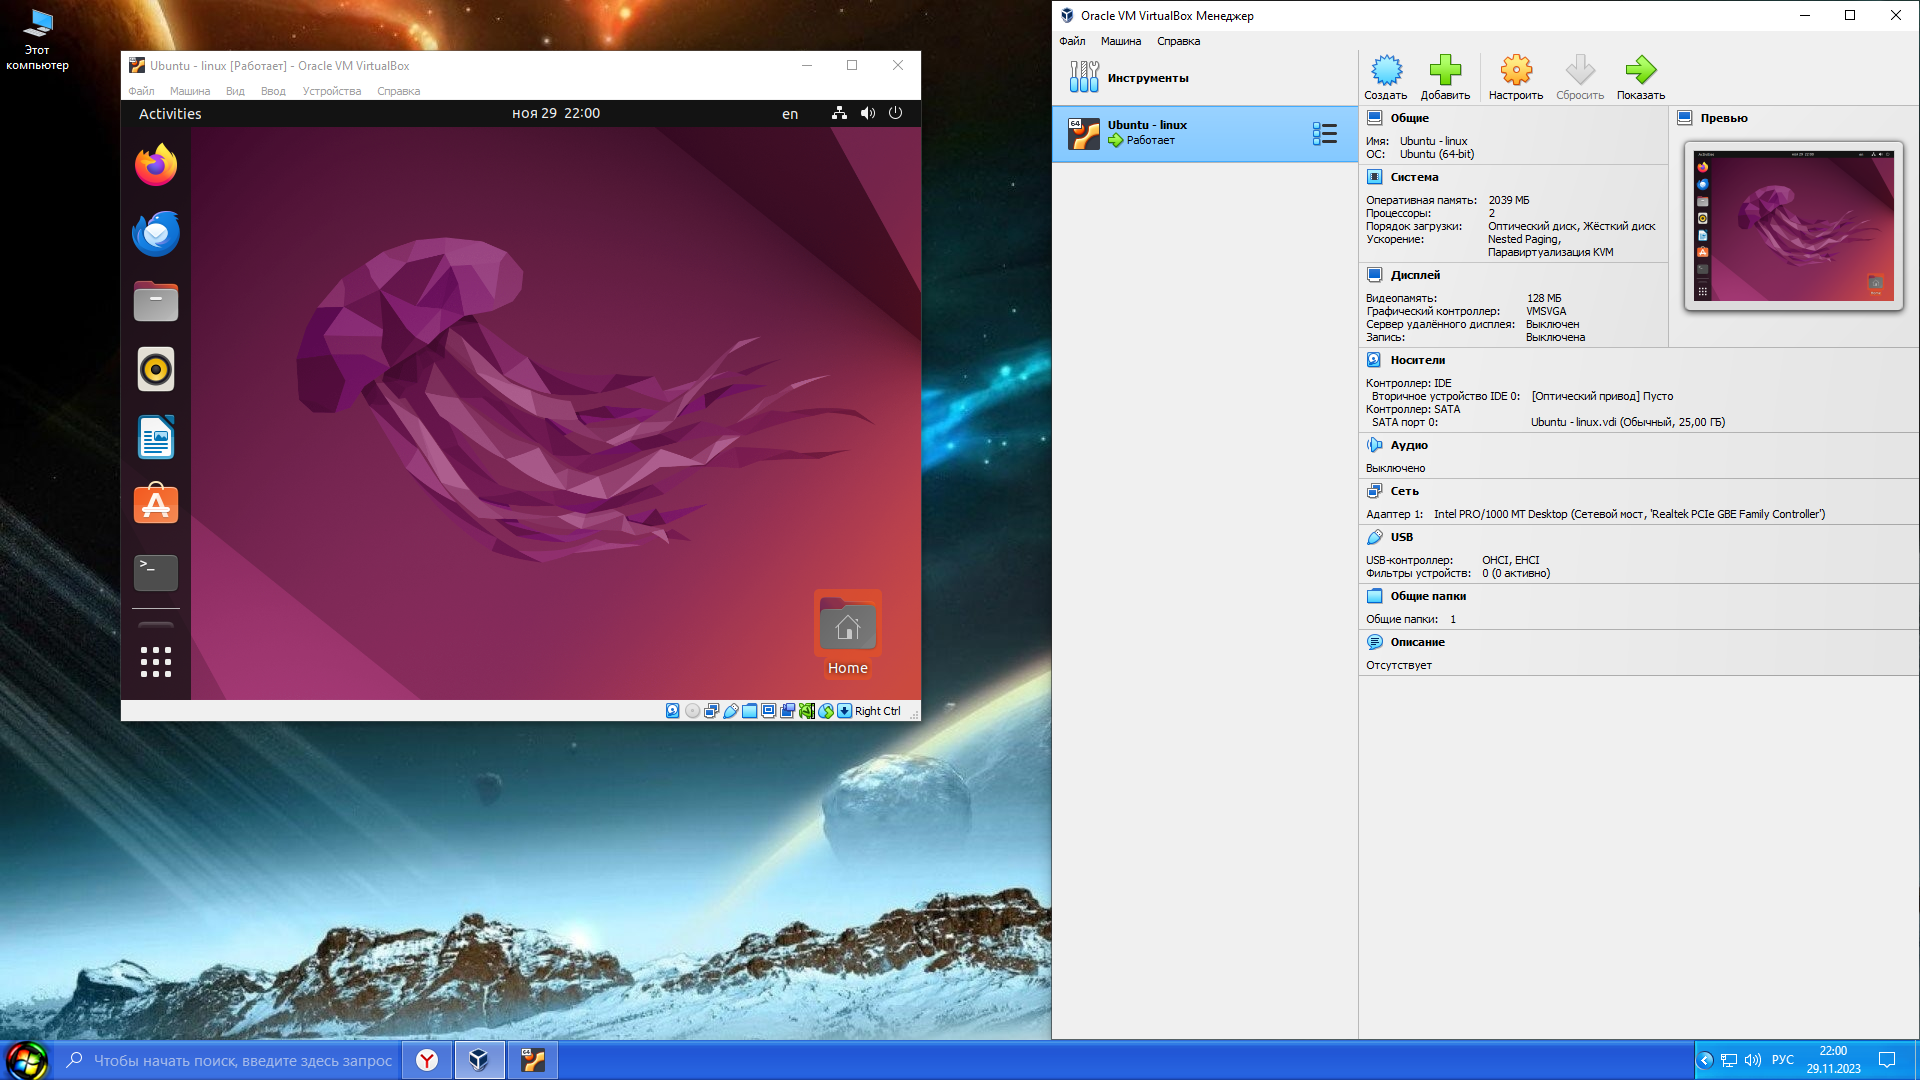 Этот
компьютер
Ubuntu - linux [Работает] - Oracle VM VirtualBox
Файл Машина Вид Ввод Устройства Справка
Activities ноя 29 22:00 en
>_
Home
Right Ctrl
Oracle VM VirtualBox Менеджер
Файл Машина Справка
Инструменты
Создать Добавить Настроить Сбросить Показать
64
Ubuntu - linux
Работает
Общие
Имя: Ubuntu - linux
ОС: Ubuntu (64-bit)
Система
Оперативная память: 2039 МБ
Процессоры: 2
Порядок загрузки: Оптический диск, Жёсткий диск
Ускорение: Nested Paging,
Паравиртуализация KVM
Дисплей
Видеопамять: 128 МБ
Графический контроллер: VMSVGA
Сервер удалённого дисплея: Выключен
Запись: Выключена
Превью
Носители
Контроллер: IDE
Вторичное устройство IDE 0: [Оптический привод] Пусто
Контроллер: SATA
SATA порт 0: Ubuntu - linux.vdi (Обычный, 25,00 ГБ)
Аудио
Выключено
Сеть
Адаптер 1: Intel PRO/1000 MT Desktop (Сетевой мост, 'Realtek PCIe GBE Family Controller')
USB
USB-контроллер: OHCI, EHCI
Фильтры устройств: 0 (0 активно)
Общие папки
Общие папки: 1
Описание
Отсутствует
Чтобы начать поиск, введите здесь запрос
РУС
22:00
29.11.2023